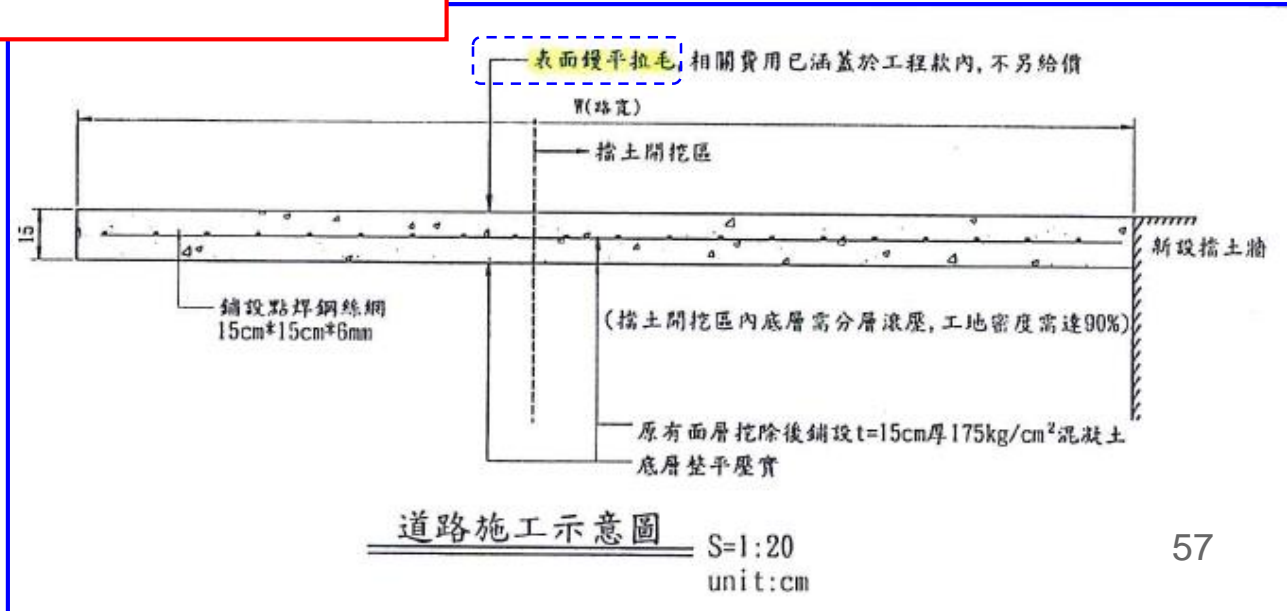 表面鏝平拉毛,相關費用已涵蓋於工程款內,不另給價
W(路寬)
擋土開挖區
15
新設擋土牆
鋪設點焊鋼絲網
15cm*15cm*6mm
(擋土開挖區內底層需分層滾壓,工地密度需達90%)
原有面層挖除後鋪設t=15cm厚175kg/cm²混凝土
底層整平壓實
道路施工示意圖
S=1:20
unit:cm
57